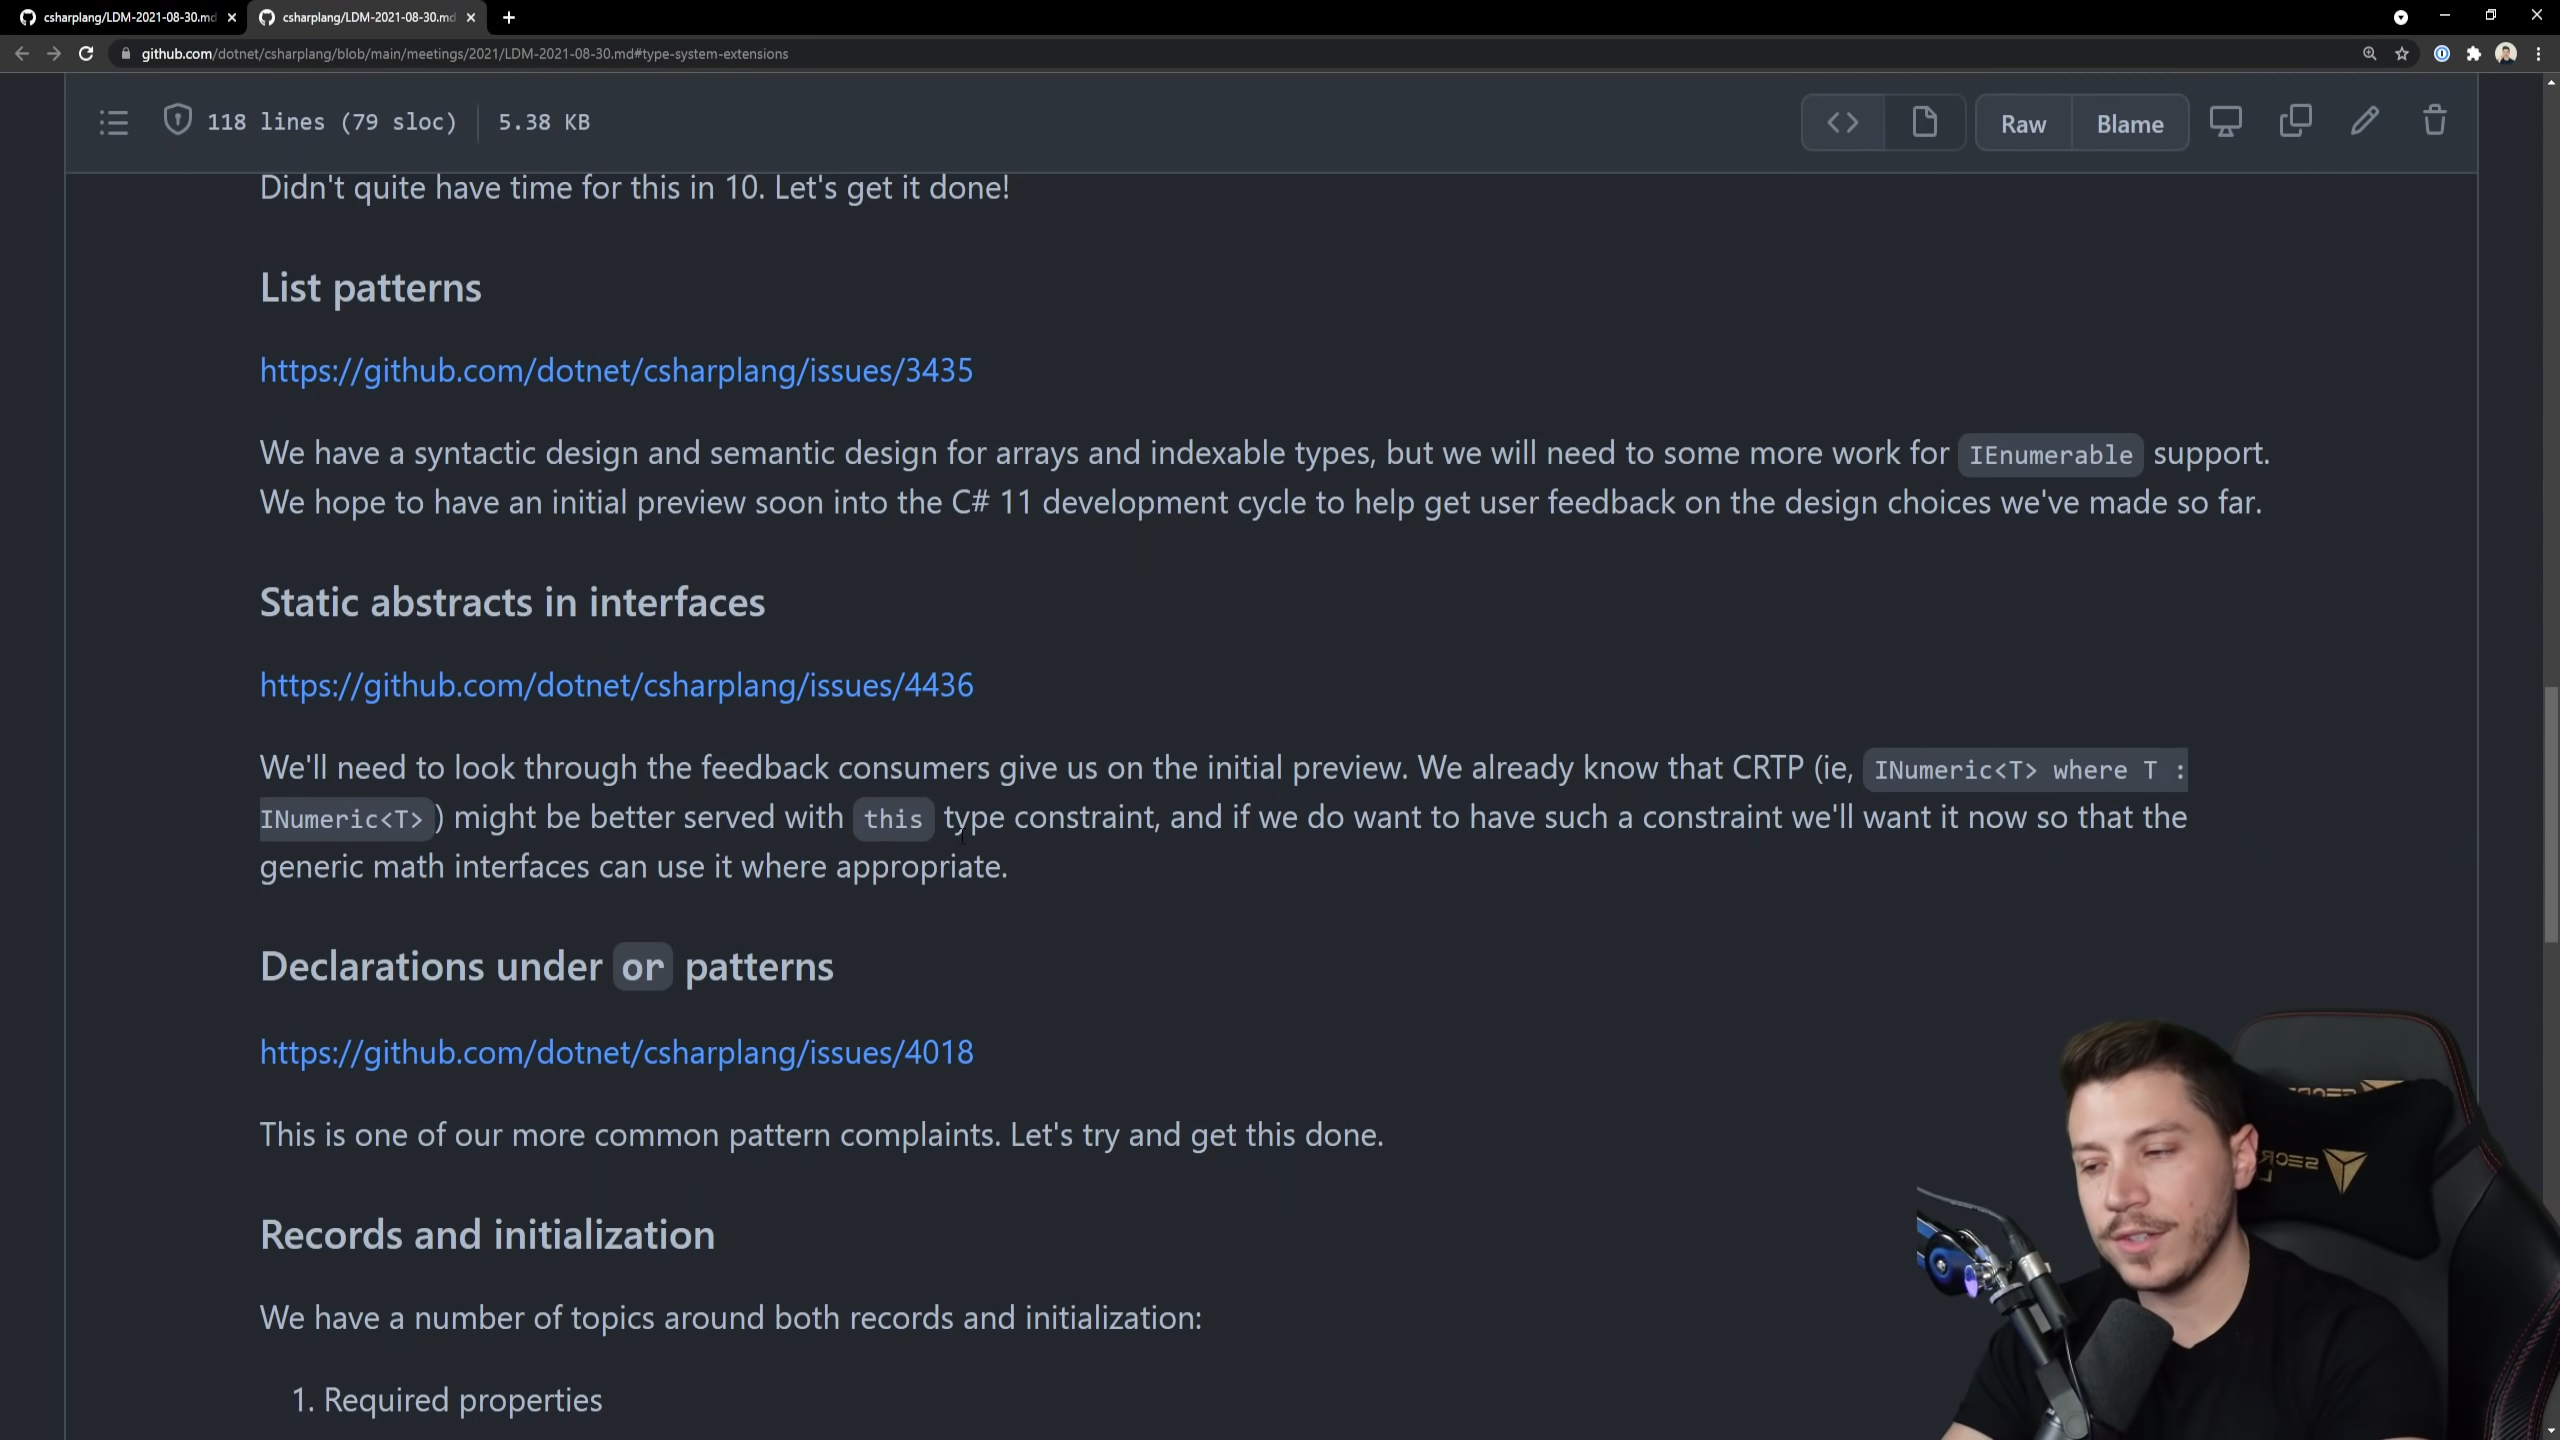 csharplang/LDM-2021-08-30.md
csharplang/LDM-2021-08-30.md
github.com/dotnet/csharplang/blob/main/meetings/2021/LDM-2021-08-30.md#type-system-extensions
118 lines (79 sloc) 5.38 KB
Raw Blame
Didn't quite have time for this in 10. Let's get it done!
List patterns
https://github.com/dotnet/csharplang/issues/3435
We have a syntactic design and semantic design for arrays and indexable types, but we will need to some more work for IEnumerable support.
We hope to have an initial preview soon into the C# 11 development cycle to help get user feedback on the design choices we've made so far.
Static abstracts in interfaces
https://github.com/dotnet/csharplang/issues/4436
We'll need to look through the feedback consumers give us on the initial preview. We already know that CRTP (ie, INumeric<T> where T :
INumeric<T>) might be better served with this type constraint, and if we do want to have such a constraint we'll want it now so that the
generic math interfaces can use it where appropriate.
Declarations under or patterns
https://github.com/dotnet/csharplang/issues/4018
This is one of our more common pattern complaints. Let's try and get this done.
Records and initialization
We have a number of topics around both records and initialization:
1. Required properties